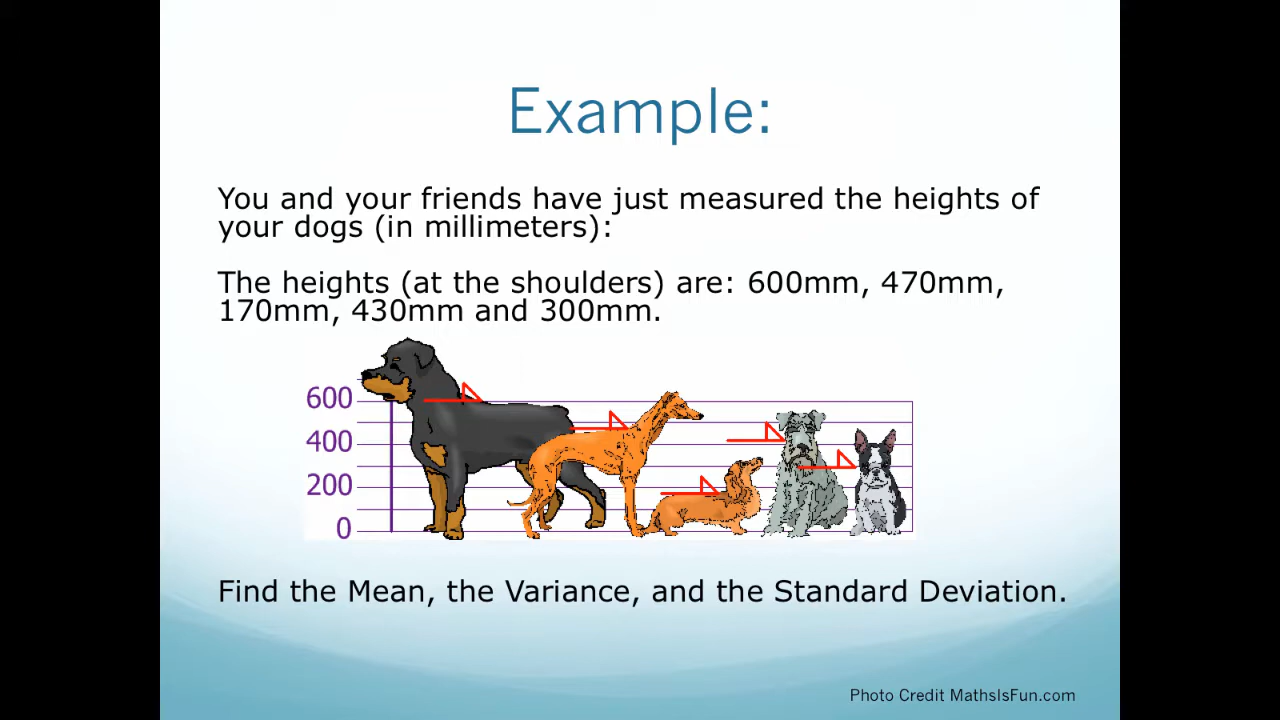 Example:
You and your friends have just measured the heights of
your dogs (in millimeters):
The heights (at the shoulders) are: 600mm, 470mm,
170mm, 430mm and 300mm.
600
400
200
0
Find the Mean, the Variance, and the Standard Deviation.
Photo Credit MathsIsFun.com